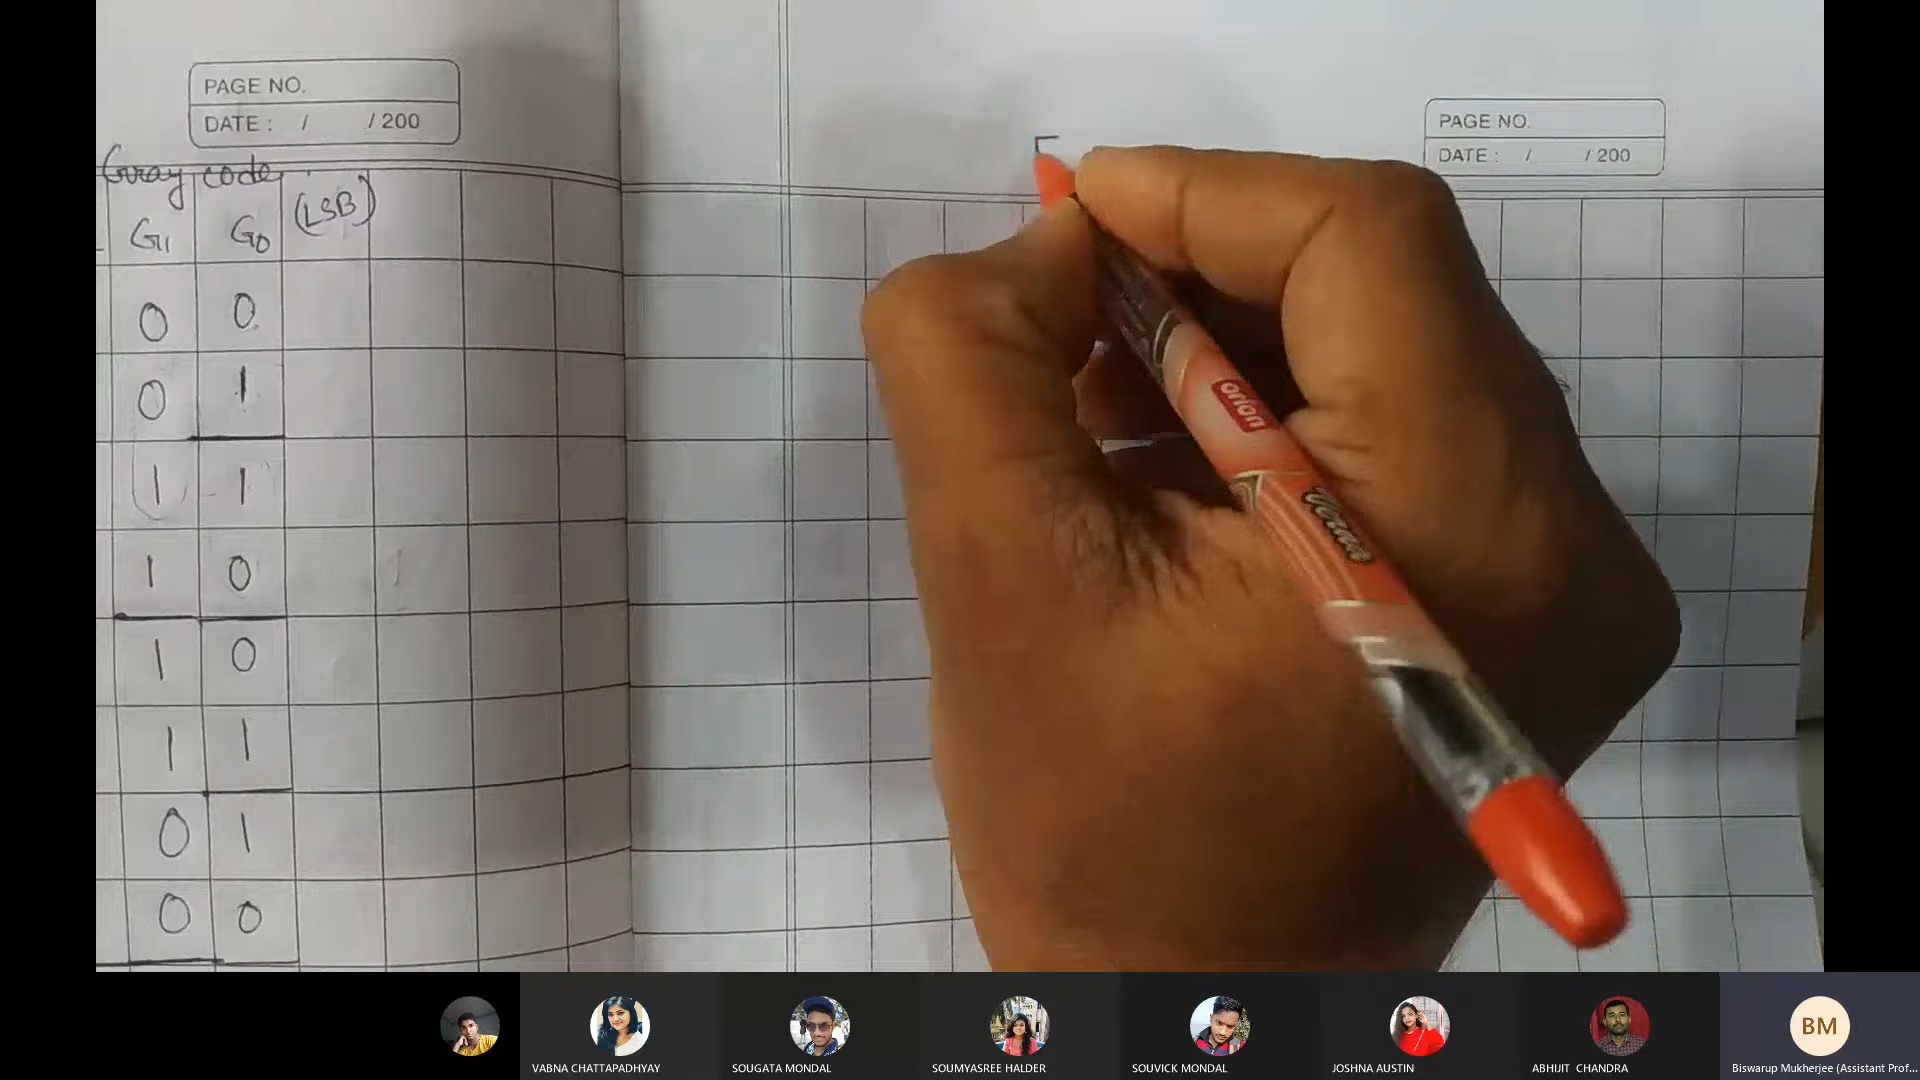 PAGE NO.
DATE : / / 200
Gray code
(LSB)
G1 G0
0 0
0 1
1 1
1 0
1 0
1 1
0 1
0 0
PAGE NO.
DATE : / / 200
orian
VABNA CHATTAPADHYAY
SOUGATA MONDAL
SOUMYASREE HALDER
SOUVICK MONDAL
JOSHNA AUSTIN
ABHIJIT CHANDRA
BM
Biswarup Mukherjee (Assistant Prof...